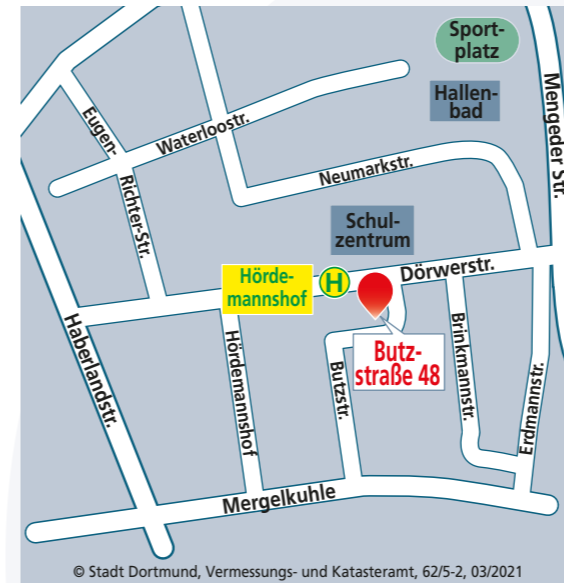 Sport-
platz
Hallen-
bad
Mengeder Str.
Eugen-
Richter-Str.
Waterloostr.
Neumarkstr.
Schul-
zentrum
Hörde-
mannshof
H
Dörwerstr.
Haberlandstr.
Hördemannshof
Butzstr.
Butz-
straße 48
Brinkmannstr.
Erdmannstr.
Mergelkuhle
© Stadt Dortmund, Vermessungs- und Katasteramt, 62/5-2, 03/2021